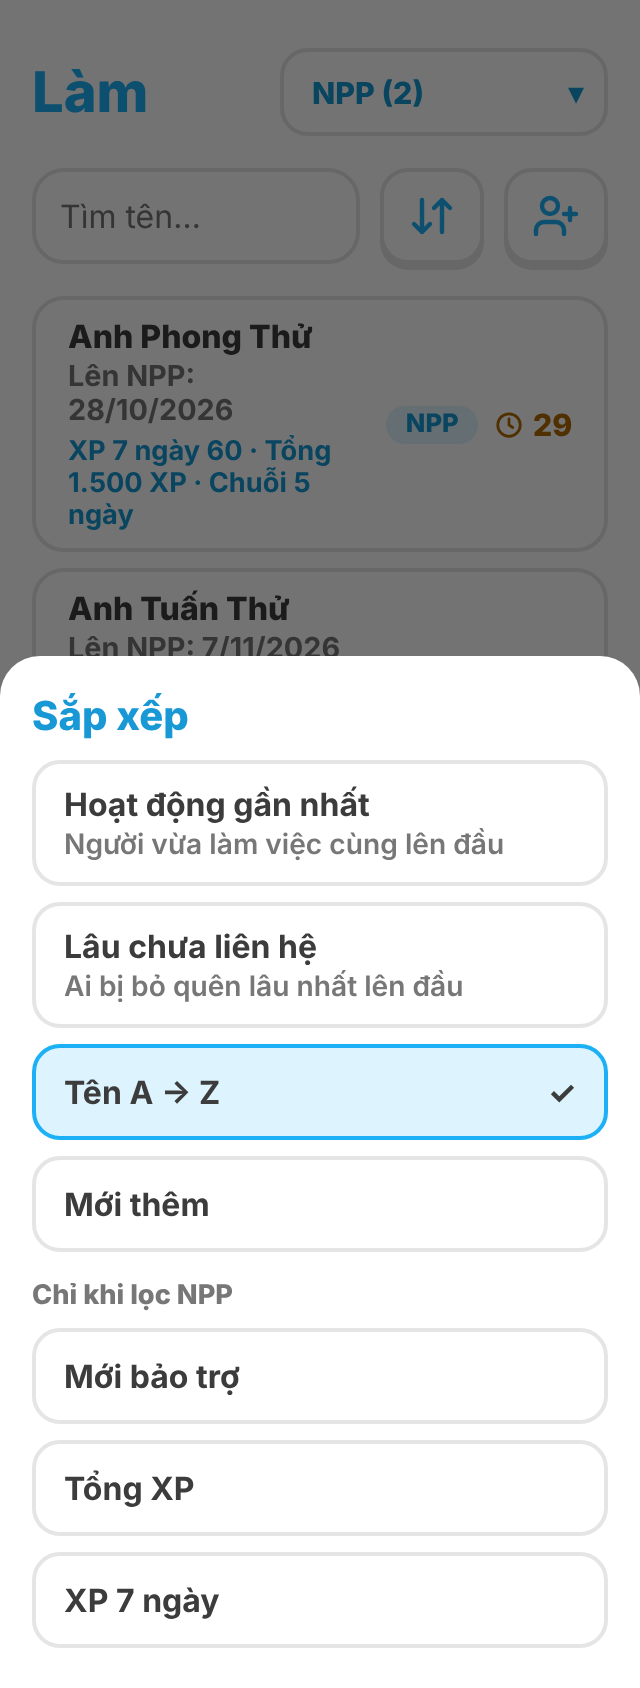 Làm
NPP (2) ▾
Tìm tên...
Anh Phong Thử
Lên NPP:
28/10/2026
XP 7 ngày 60 · Tổng
1.500 XP · Chuỗi 5
ngày
NPP
29
Anh Tuấn Thử
Lên NPP: 7/11/2026
Sắp xếp
Hoạt động gần nhất
Người vừa làm việc cùng lên đầu
Lâu chưa liên hệ
Ai bị bỏ quên lâu nhất lên đầu
Tên A → Z ✓
Mới thêm
Chỉ khi lọc NPP
Mới bảo trợ
Tổng XP
XP 7 ngày